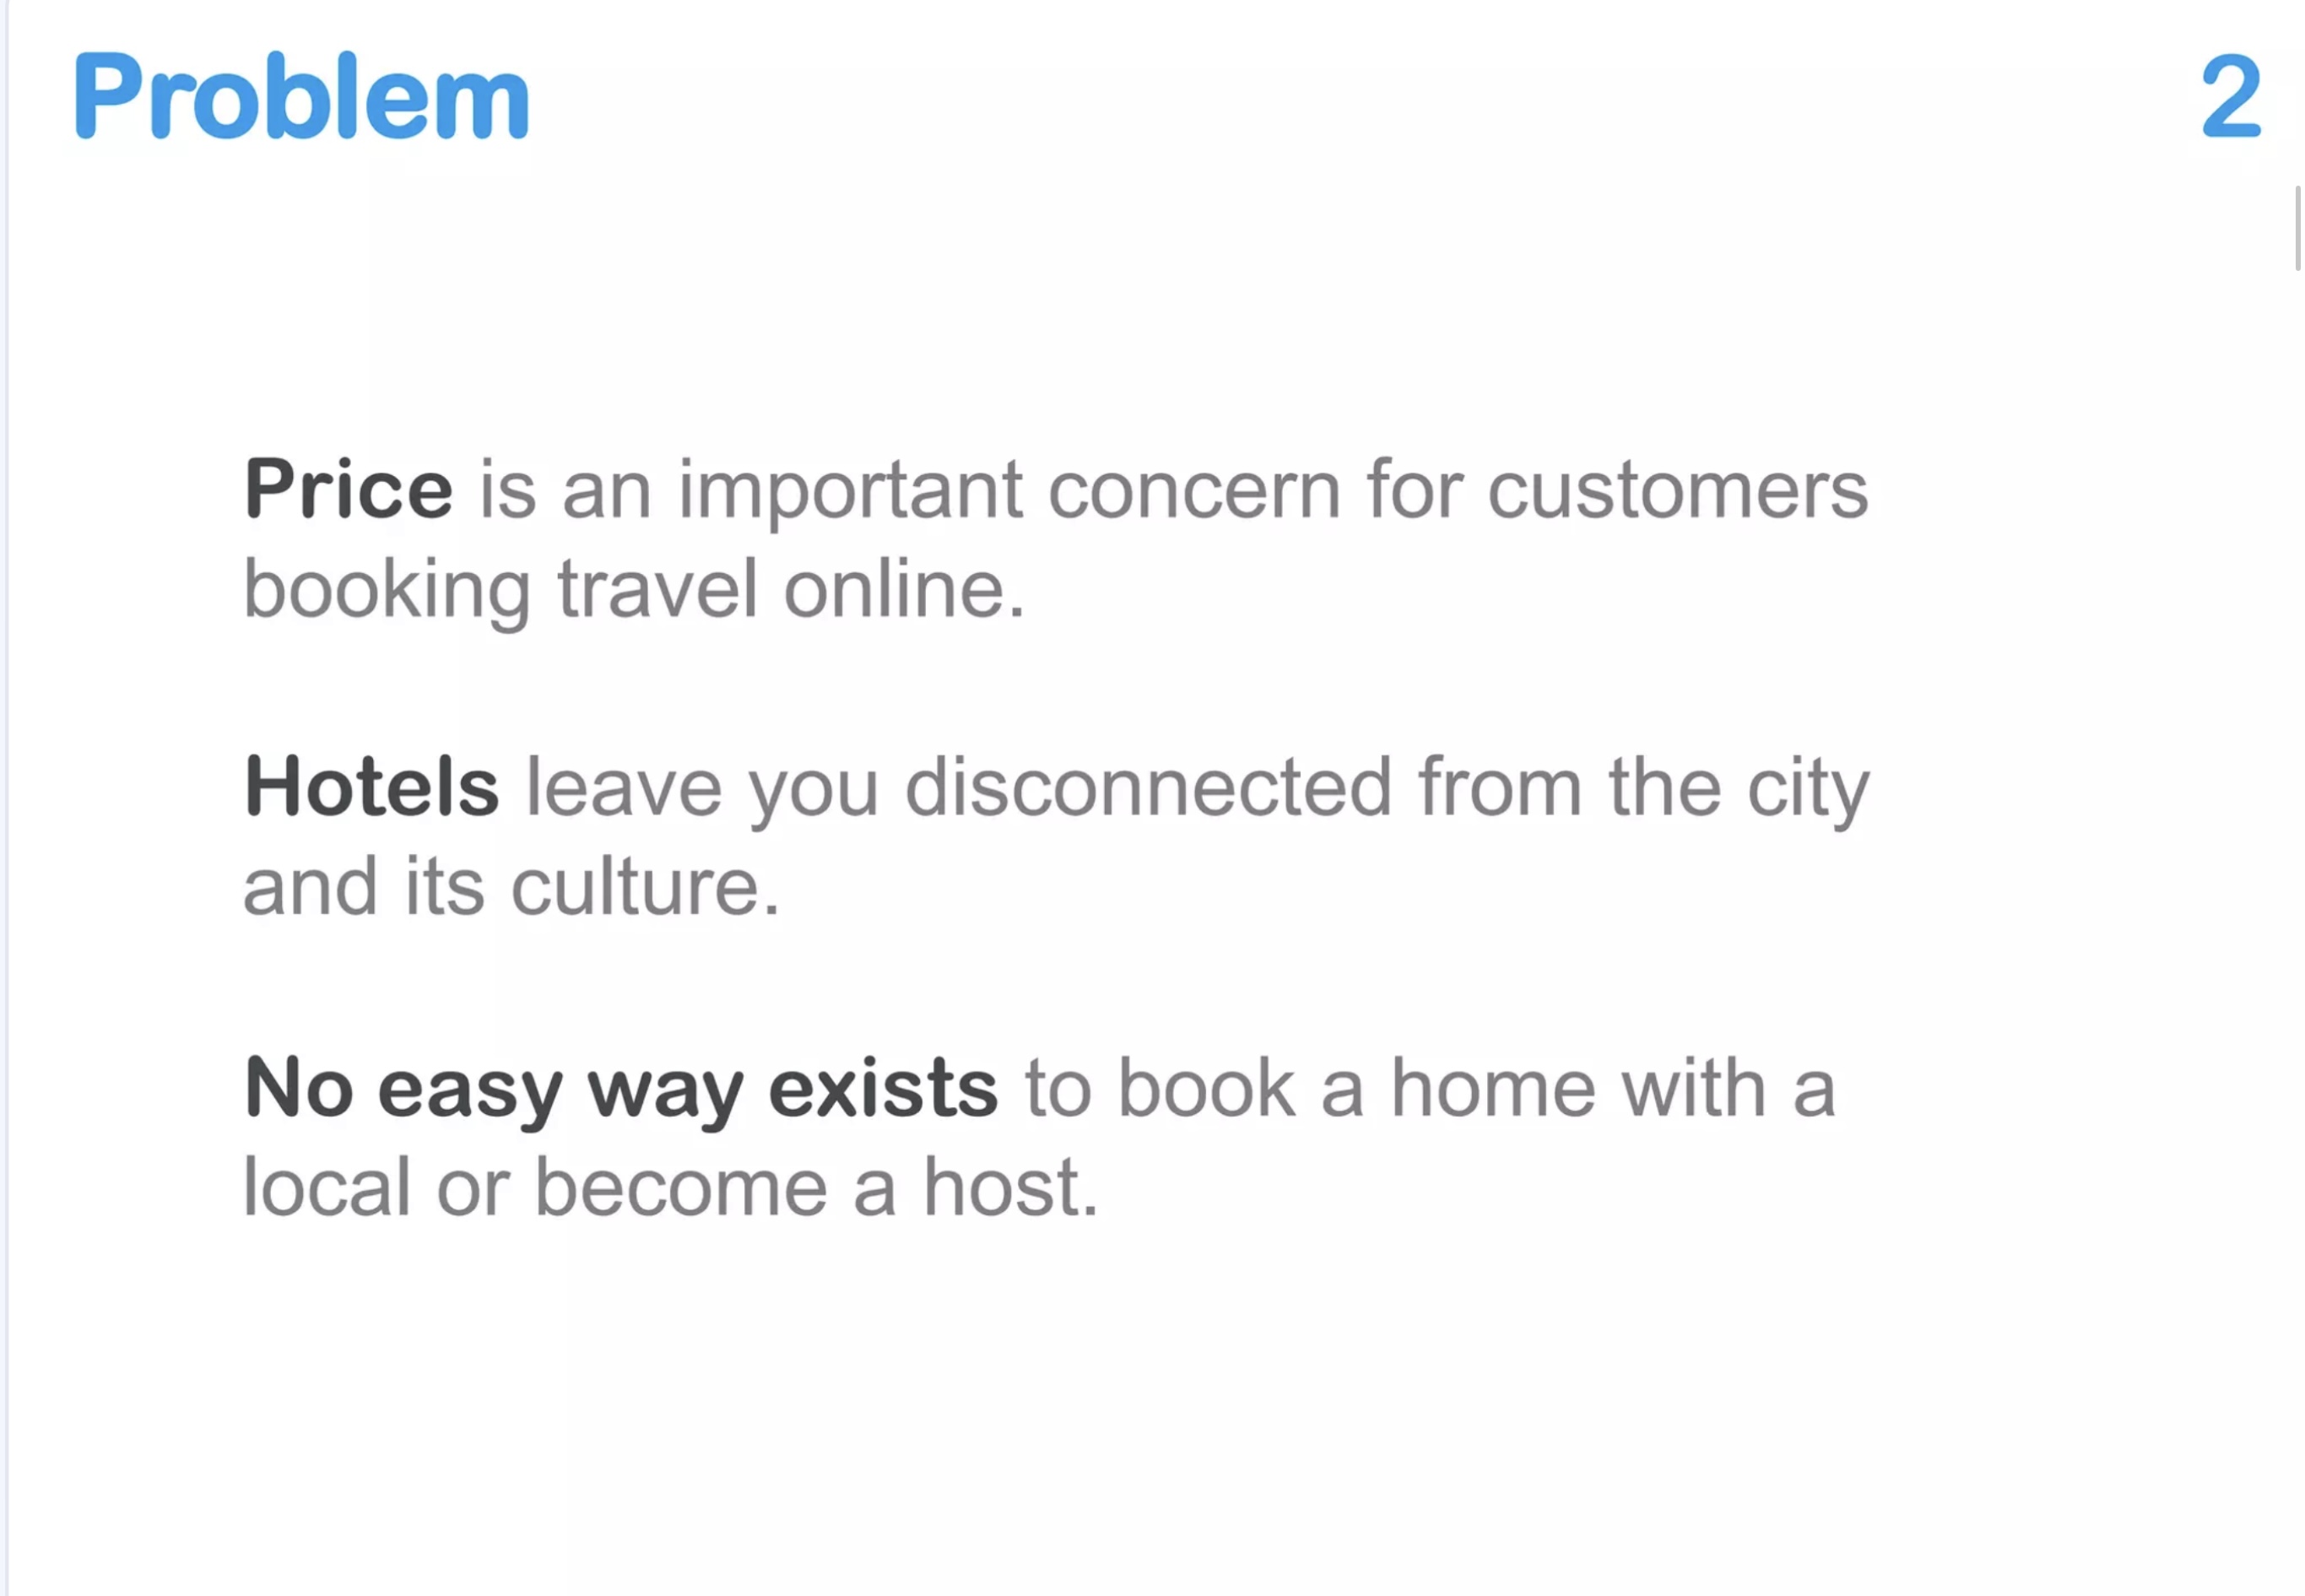 Problem
2
Price is an important concern for customers
booking travel online.
Hotels leave you disconnected from the city
and its culture.
No easy way exists to book a home with a
local or become a host.